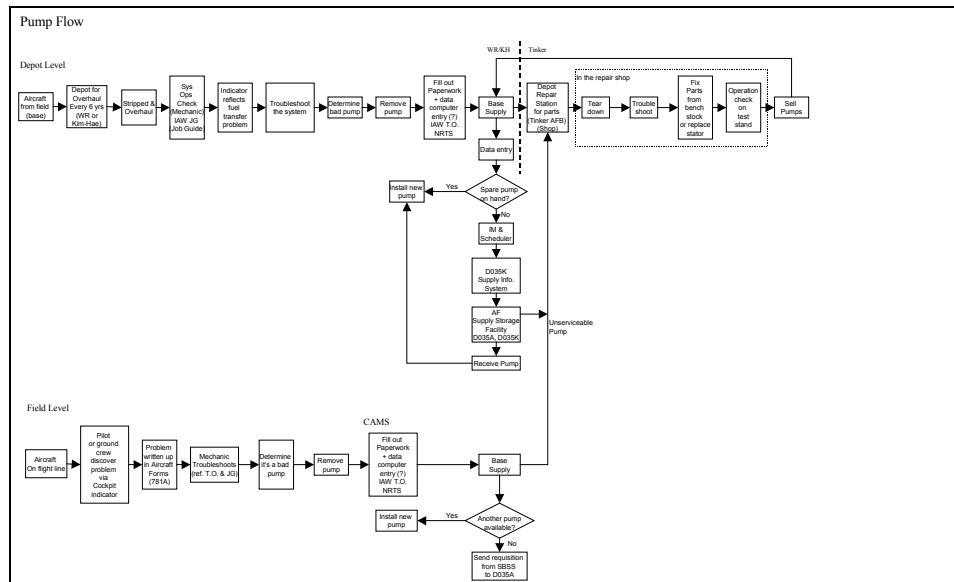 Pump Flow
WR/KH
Tinker
Depot Level
In the repair shop
Aircraft
from field
(base)
Depot for
Overhaul
Every 6 yrs
(WR or
Kim-Hae)
Stripped &
Overhaul
Sys
Ops
Check
(Mechanic)
IAW JG
(Job Guide)
Indicator
reflects
fuel
transfer
problem
Troubleshoot
the system
Determine
bad pump
Remove
pump
Fill out
Paperwork
+ data
computer
entry (?)
IAW T.O.
NRTS
Base
Supply
Depot
Repair
Station
for parts
(Tinker AFB)
(Shop)
Tear
down
Trouble
shoot
Fix
Parts
from
bench
stock
or replace
stator
Operation
check
on
test
stand
Sell
Pumps
Data entry
Spare pump
on hand?
Yes
Install new
pump
No
IM &
Scheduler
D035K
Supply Info.
System
AF
Supply Storage
Facility
D035A, D035K
Unserviceable
Pump
Receive Pump
Field Level
CAMS
Aircraft
On flight line
Pilot
or ground
crew
discover
problem
via
Cockpit
indicator
Problem
written up
in Aircraft
Forms
(781A)
Mechanic
Troubleshoots
(ref. T.O. & JG)
Determine
it's a bad
pump
Remove
pump
Fill out
Paperwork
+ data
computer
entry (?)
IAW T.O.
NRTS
Base
Supply
Another pump
available?
Yes
Install new
pump
No
Send requisition
from SBSS
to D035A